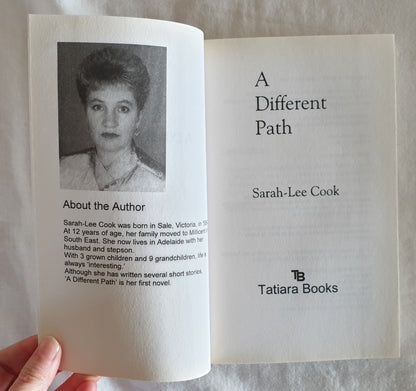 About the Author
Sarah-Lee Cook was born in Sale, Victoria, in
At 12 years of age, her family moved to Millicent
South East. She now lives in Adelaide with her
husband and stepson.
With 3 grown children and 9 grandchildren, life is
always 'interesting.'
Although she has written several short stories,
'A Different Path' is her first novel.
A
Different
Path
Sarah-Lee Cook
TB
Tatiara Books